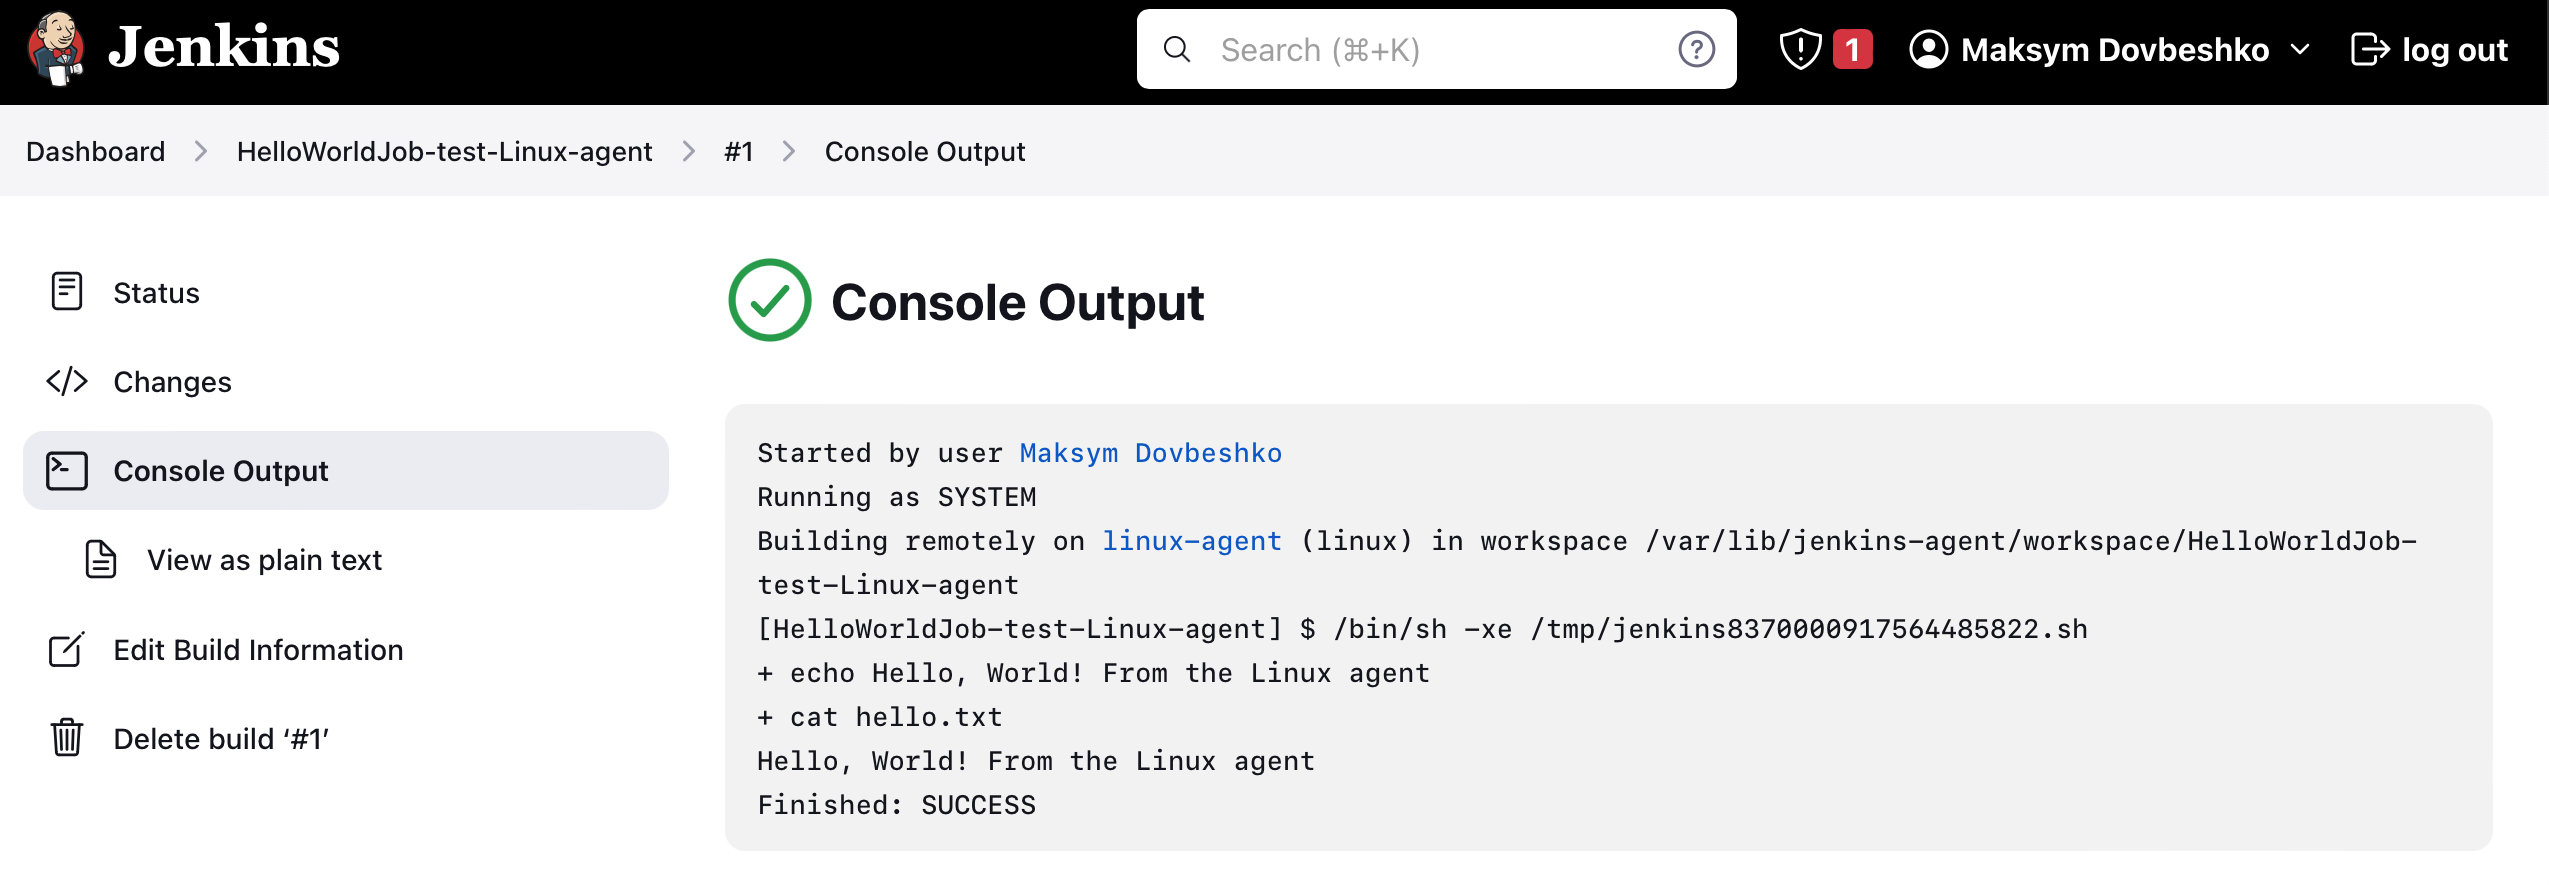 Jenkins
Search (⌘+K)
1
Maksym Dovbeshko
log out
Dashboard
HelloWorldJob-test-Linux-agent
#1
Console Output
Status
Changes
Console Output
View as plain text
Edit Build Information
Delete build ‘#1’
Console Output
Started by user Maksym Dovbeshko
Running as SYSTEM
Building remotely on linux-agent (linux) in workspace /var/lib/jenkins-agent/workspace/HelloWorldJob-
test-Linux-agent
[HelloWorldJob-test-Linux-agent] $ /bin/sh -xe /tmp/jenkins8370000917564485822.sh
+ echo Hello, World! From the Linux agent
+ cat hello.txt
Hello, World! From the Linux agent
Finished: SUCCESS